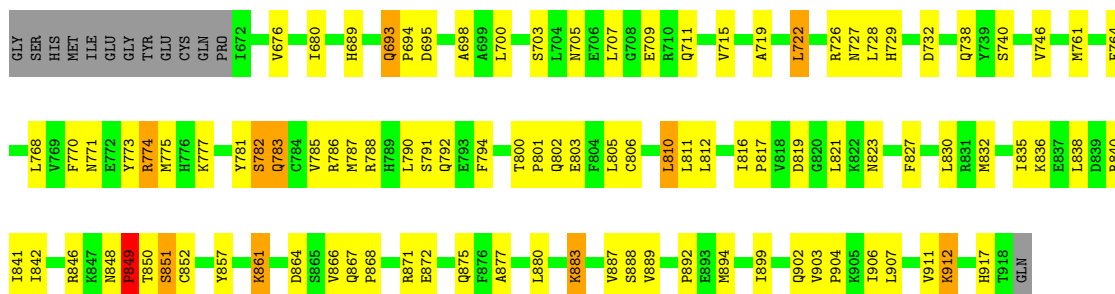 GLY SER HIS MET ILE GLU GLY TYR GLU CYS GLN PRO I672 V676 I680 H689 Q693 P694 D695 A698 A699 L700 S703 L704 N705 E706 L707 G708 E709 R710 Q711 V715 A719 L722 R726 N727 L728 H729 D732 Q738 Y739 S740 V746 M761
L768 V769 F770 N771 E772 Y773 R774 M775 H776 K777 Y781 S782 Q783 C784 V785 R786 M787 R788 H789 L790 S791 Q792 E793 F794 T800 P801 Q802 E803 F804 L805 C806 L810 L811 L812 I816 P817 V818 D819 G820 L821 K822 N823 F827 L830 R831 M832 I835 K836 E837 L838 D839
I841 I842 R846 K847 N848 P849 T850 S851 C852 Y857 K861 D864 S865 V866 Q867 P868 R871 E872 Q875 F876 A877 L880 K883 V887 S888 V889 P892 E893 M894 I899 Q902 V903 P904 K905 I906 L907 V911 K912 H917 T918 GLN